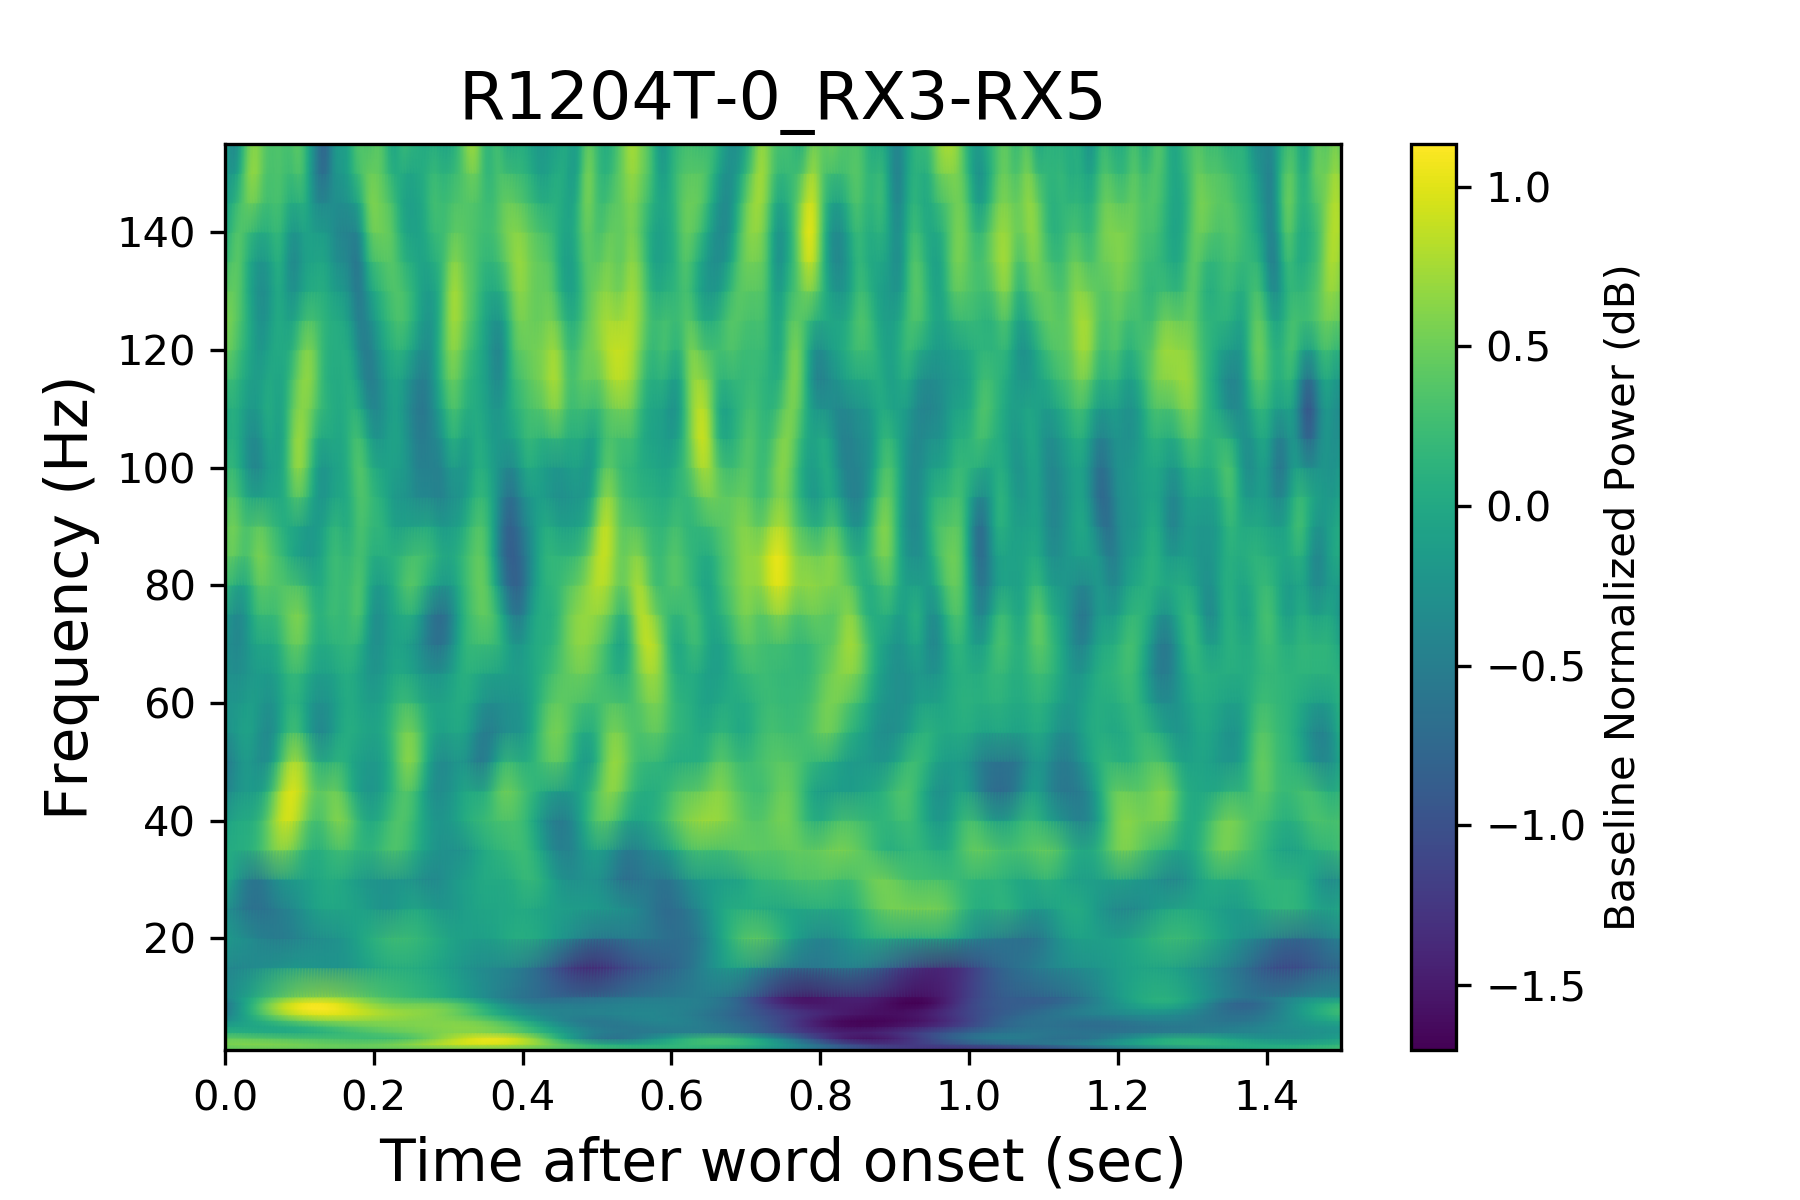 R1204T-0_RX3-RX5
Frequency (Hz)
140
120
100
80
60
40
20
0.0 0.2 0.4 0.6 0.8 1.0 1.2 1.4
Time after word onset (sec)
1.0
0.5
0.0
−0.5
−1.0
−1.5
Baseline Normalized Power (dB)